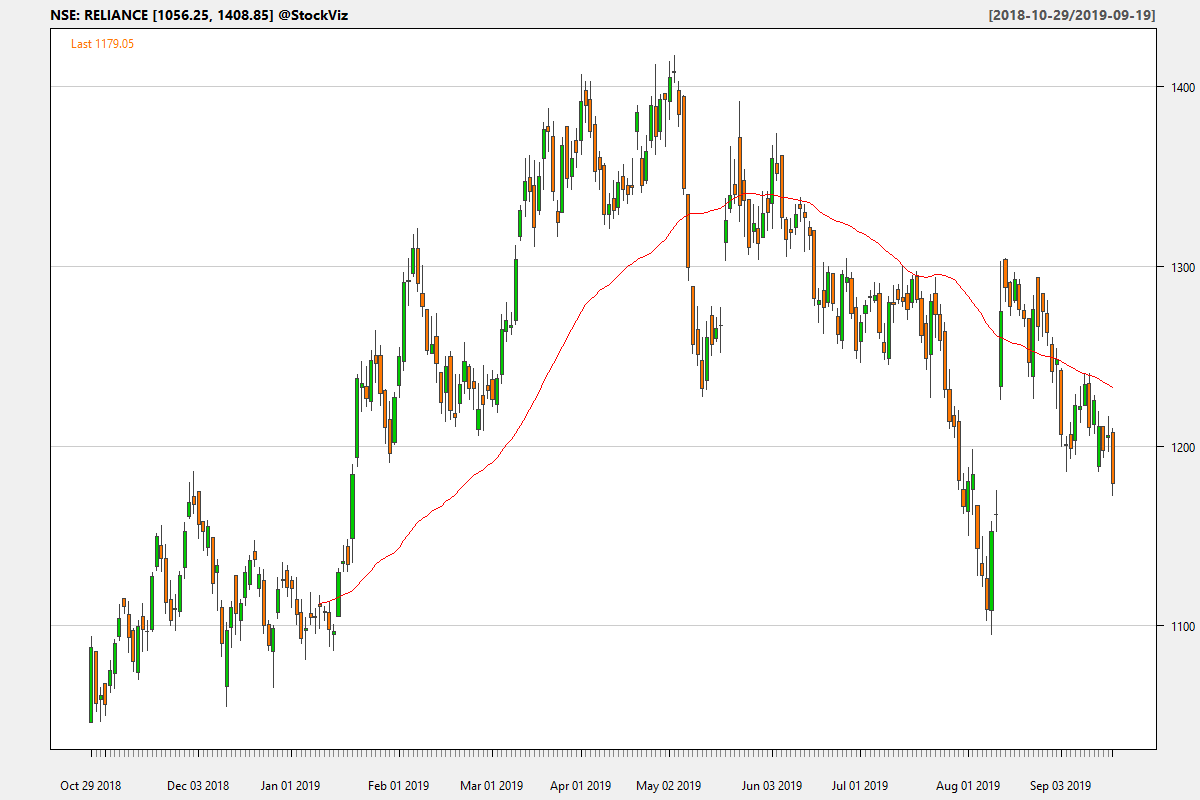 NSE: RELIANCE [1056.25, 1408.85] @StockViz
[2018-10-29/2019-09-19]
Last 1179.05
1400
1300
1200
1100
Oct 29 2018 Dec 03 2018 Jan 01 2019 Feb 01 2019 Mar 01 2019 Apr 01 2019 May 02 2019 Jun 03 2019 Jul 01 2019 Aug 01 2019 Sep 03 2019